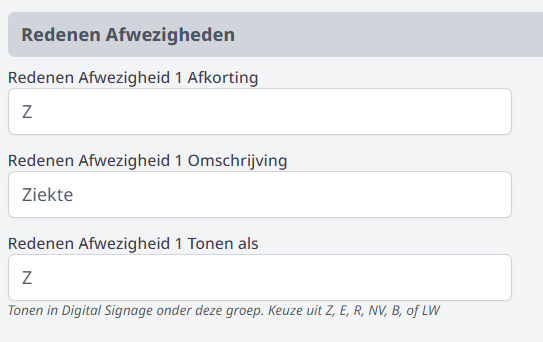 Redenen Afwezigheden
Redenen Afwezigheid 1 Afkorting
Z
Redenen Afwezigheid 1 Omschrijving
Ziekte
Redenen Afwezigheid 1 Tonen als
Z
Tonen in Digital Signage onder deze groep. Keuze uit Z, E, R, NV, B, of LW